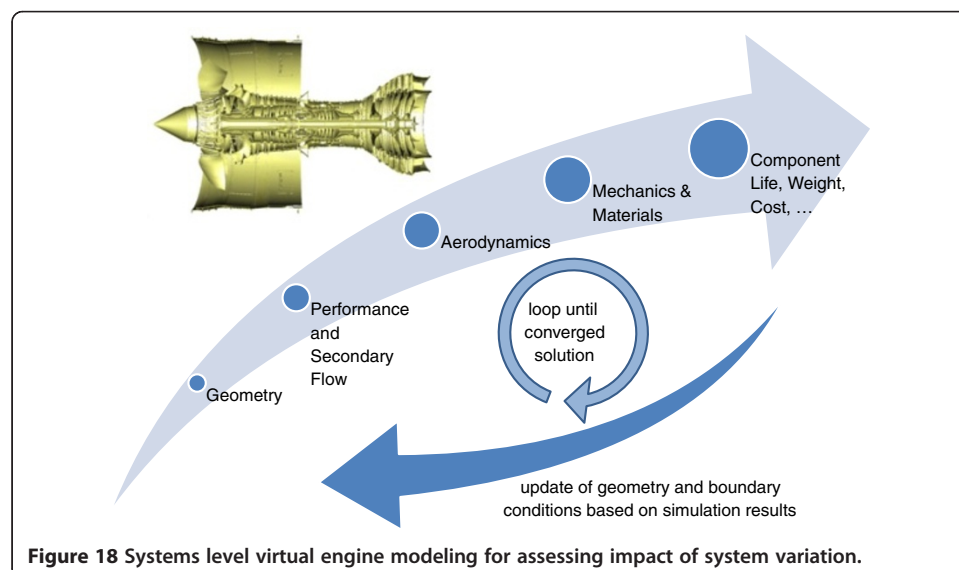 Component
Life, Weight,
Cost, …
Mechanics &
Materials
Aerodynamics
Performance
and
Secondary
Flow
Geometry
loop until
converged
solution
update of geometry and boundary
conditions based on simulation results
Figure 18 Systems level virtual engine modeling for assessing impact of system variation.